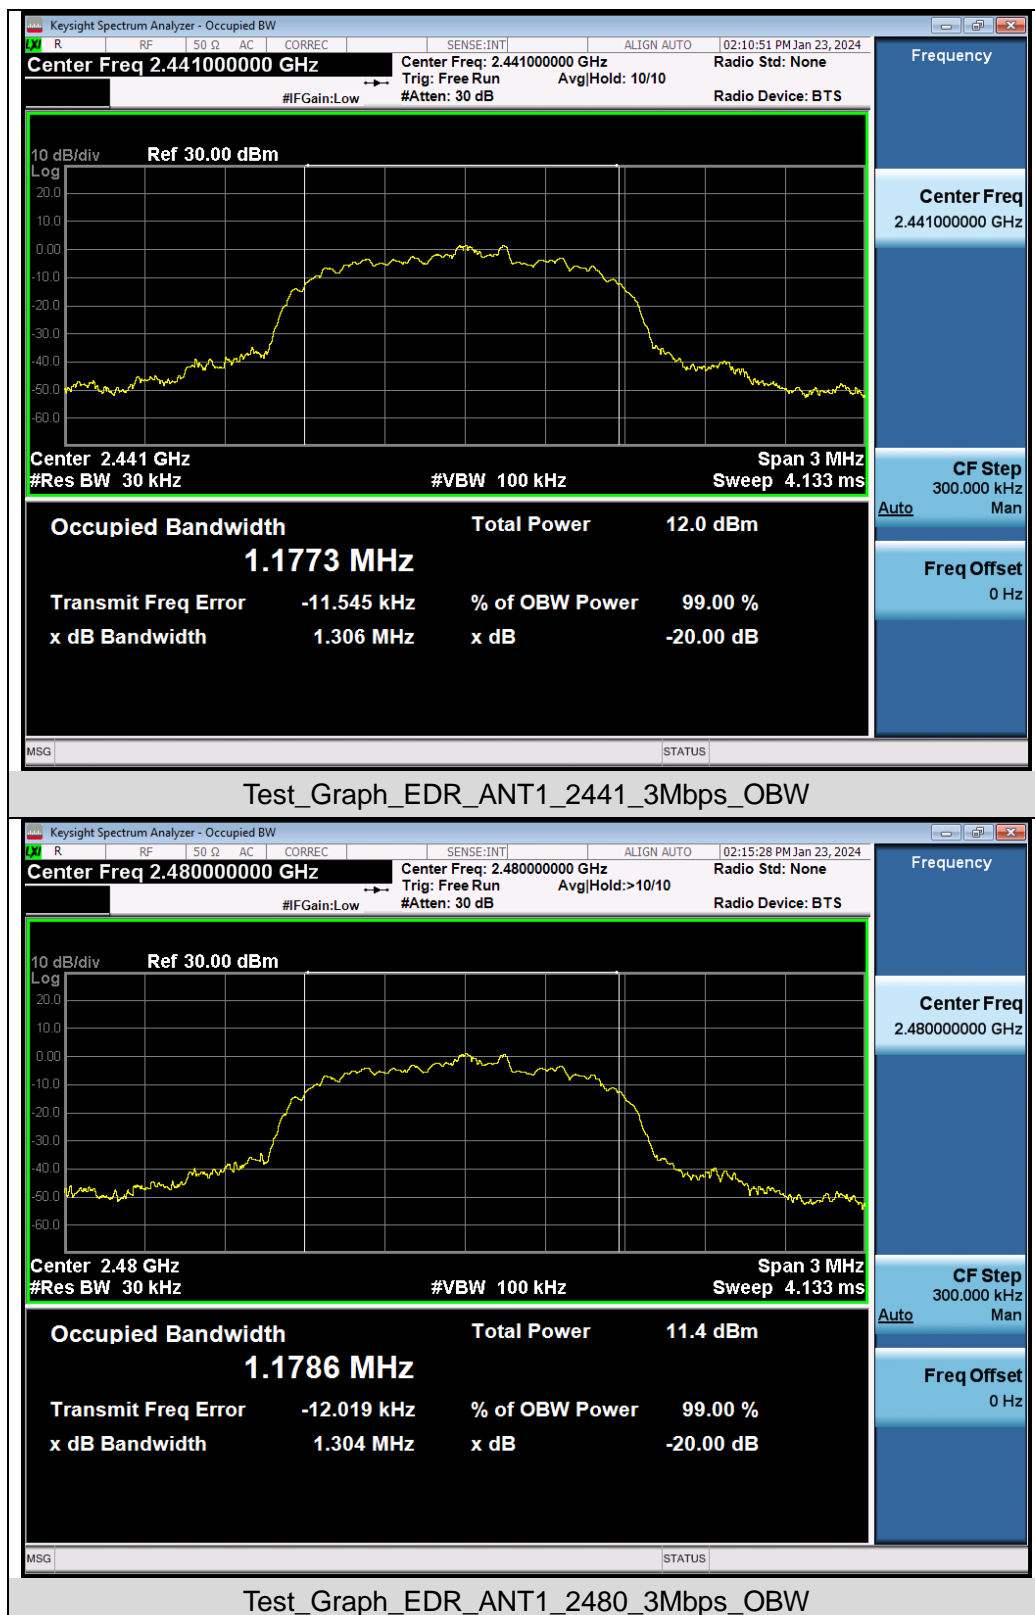 Keysight Spectrum Analyzer - Occupied BW
LXI R RF 50 Ω AC CORREC SENSE:INT ALIGN AUTO 02:10:51 PM Jan 23, 2024
Center Freq 2.441000000 GHz
Center Freq: 2.441000000 GHz
Radio Std: None
Trig: Free Run Avg|Hold: 10/10
#IFGain:Low
#Atten: 30 dB
Radio Device: BTS
Frequency
10 dB/div Ref 30.00 dBm
Log
20.0
10.0
0.00
-10.0
-20.0
-30.0
-40.0
-50.0
-60.0
Center 2.441 GHz Span 3 MHz
#Res BW 30 kHz #VBW 100 kHz Sweep 4.133 ms
Center Freq
2.441000000 GHz
CF Step
300.000 kHz
Auto Man
Freq Offset
0 Hz
Occupied Bandwidth Total Power 12.0 dBm
1.1773 MHz
Transmit Freq Error -11.545 kHz % of OBW Power 99.00 %
x dB Bandwidth 1.306 MHz x dB -20.00 dB
MSG STATUS
Test_Graph_EDR_ANT1_2441_3Mbps_OBW
Keysight Spectrum Analyzer - Occupied BW
LXI R RF 50 Ω AC CORREC SENSE:INT ALIGN AUTO 02:15:28 PM Jan 23, 2024
Center Freq 2.480000000 GHz
Center Freq: 2.480000000 GHz
Radio Std: None
Trig: Free Run Avg|Hold:>10/10
#IFGain:Low
#Atten: 30 dB
Radio Device: BTS
Frequency
10 dB/div Ref 30.00 dBm
Log
20.0
10.0
0.00
-10.0
-20.0
-30.0
-40.0
-50.0
-60.0
Center 2.48 GHz Span 3 MHz
#Res BW 30 kHz #VBW 100 kHz Sweep 4.133 ms
Center Freq
2.480000000 GHz
CF Step
300.000 kHz
Auto Man
Freq Offset
0 Hz
Occupied Bandwidth Total Power 11.4 dBm
1.1786 MHz
Transmit Freq Error -12.019 kHz % of OBW Power 99.00 %
x dB Bandwidth 1.304 MHz x dB -20.00 dB
MSG STATUS
Test_Graph_EDR_ANT1_2480_3Mbps_OBW